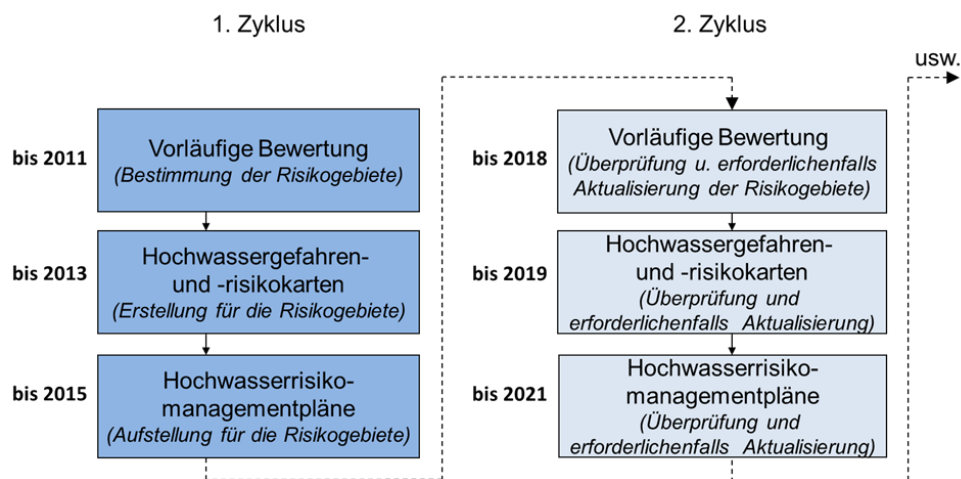 1. Zyklus
2. Zyklus
usw.
bis 2011
Vorläufige Bewertung
(Bestimmung der Risikogebiete)
bis 2013
Hochwassergefahren-
und -risikokarten
(Erstellung für die Risikogebiete)
bis 2015
Hochwasserrisiko-
managementpläne
(Aufstellung für die Risikogebiete)
bis 2018
Vorläufige Bewertung
(Überprüfung u. erforderlichenfalls
Aktualisierung der Risikogebiete)
bis 2019
Hochwassergefahren-
und -risikokarten
(Überprüfung und
erforderlichenfalls Aktualisierung)
bis 2021
Hochwasserrisiko-
managementpläne
(Überprüfung und
erforderlichenfalls Aktualisierung)